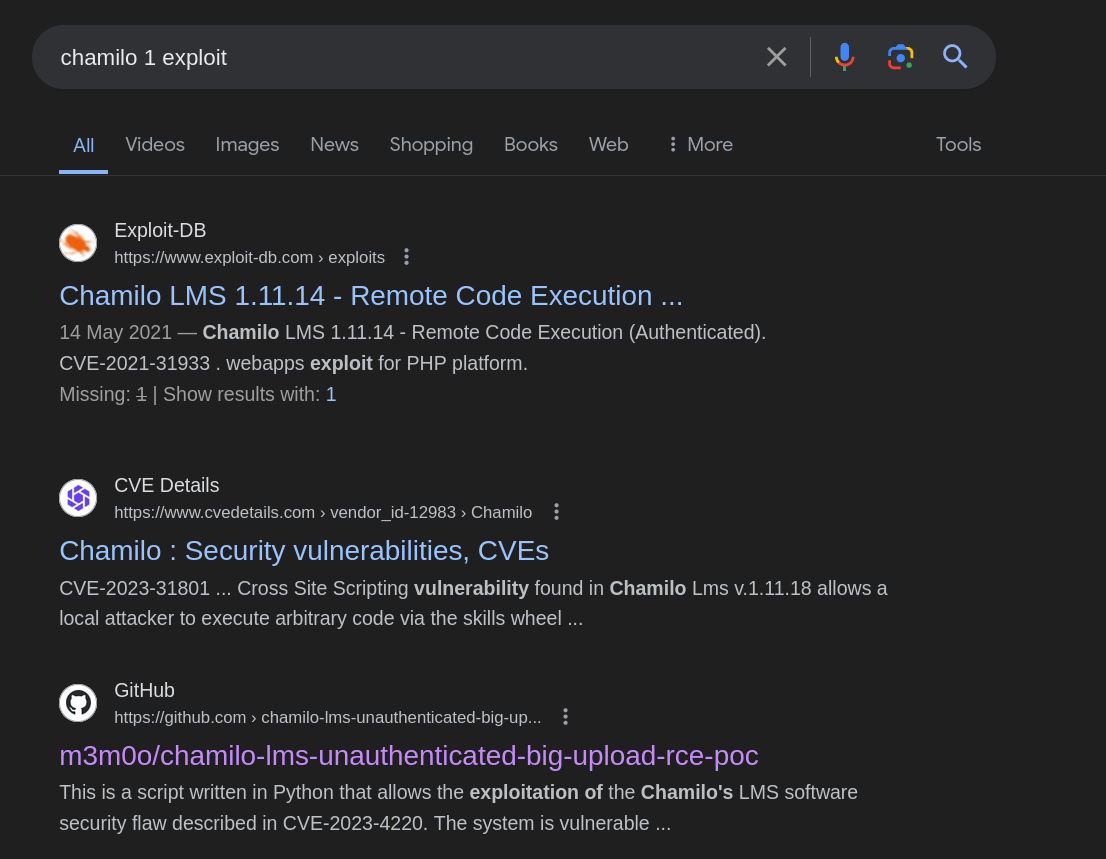 chamilo 1 exploit
All Videos Images News Shopping Books Web More Tools
Exploit-DB
https://www.exploit-db.com › exploits
Chamilo LMS 1.11.14 - Remote Code Execution ...
14 May 2021 — Chamilo LMS 1.11.14 - Remote Code Execution (Authenticated).
CVE-2021-31933 . webapps exploit for PHP platform.
Missing: 1 | Show results with: 1
CVE Details
https://www.cvedetails.com › vendor_id-12983 › Chamilo
Chamilo : Security vulnerabilities, CVEs
CVE-2023-31801 ... Cross Site Scripting vulnerability found in Chamilo Lms v.1.11.18 allows a
local attacker to execute arbitrary code via the skills wheel ...
GitHub
https://github.com › chamilo-lms-unauthenticated-big-up...
m3m0o/chamilo-lms-unauthenticated-big-upload-rce-poc
This is a script written in Python that allows the exploitation of the Chamilo's LMS software
security flaw described in CVE-2023-4220. The system is vulnerable ...